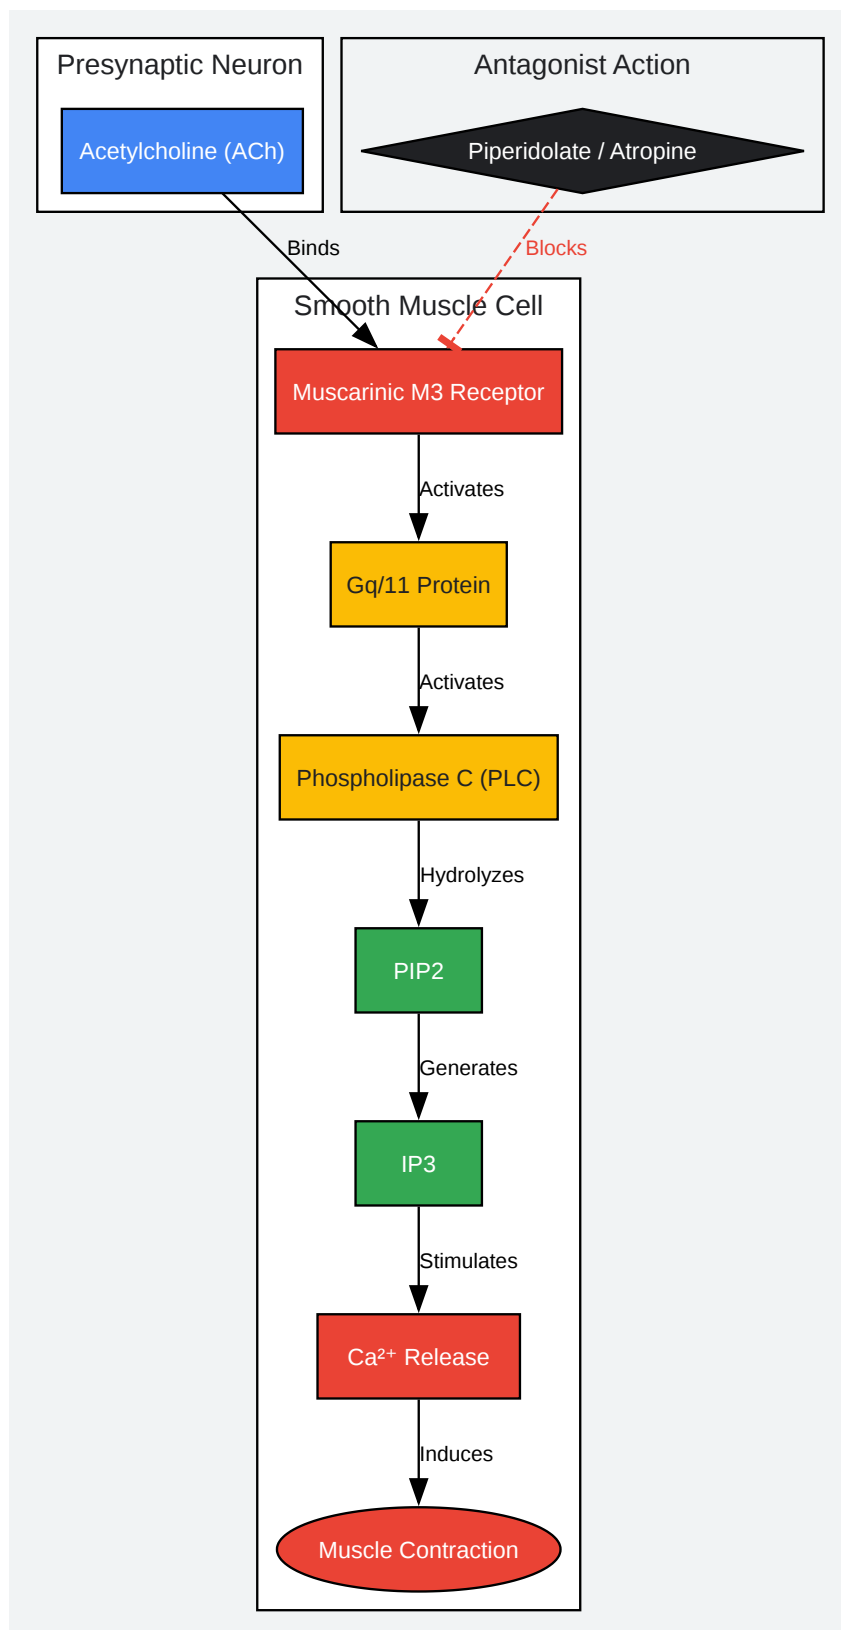 Presynaptic Neuron
Antagonist Action
Acetylcholine (ACh)
Piperidolate / Atropine
Binds
Blocks
Smooth Muscle Cell
Muscarinic M3 Receptor
Activates
Gq/11 Protein
Activates
Phospholipase C (PLC)
Hydrolyzes
PIP2
Generates
IP3
Stimulates
Ca²⁺ Release
Induces
Muscle Contraction